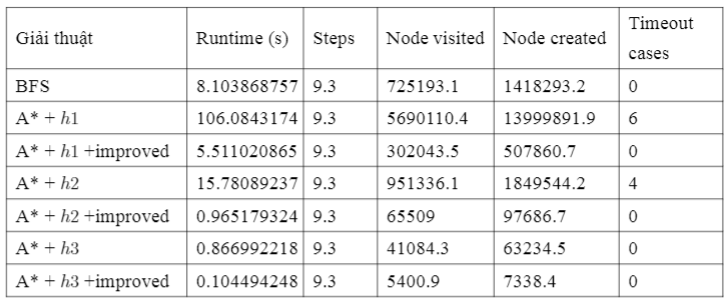 Giải thuật Runtime (s) Steps Node visited Node created Timeout cases
BFS 8.103868757 9.3 725193.1 1418293.2 0
A* + h1 106.0843174 9.3 5690110.4 13999891.9 6
A* + h1 +improved 5.511020865 9.3 302043.5 507860.7 0
A* + h2 15.78089237 9.3 951336.1 1849544.2 4
A* + h2 +improved 0.965179324 9.3 65509 97686.7 0
A* + h3 0.866992218 9.3 41084.3 63234.5 0
A* + h3 +improved 0.104494248 9.3 5400.9 7338.4 0